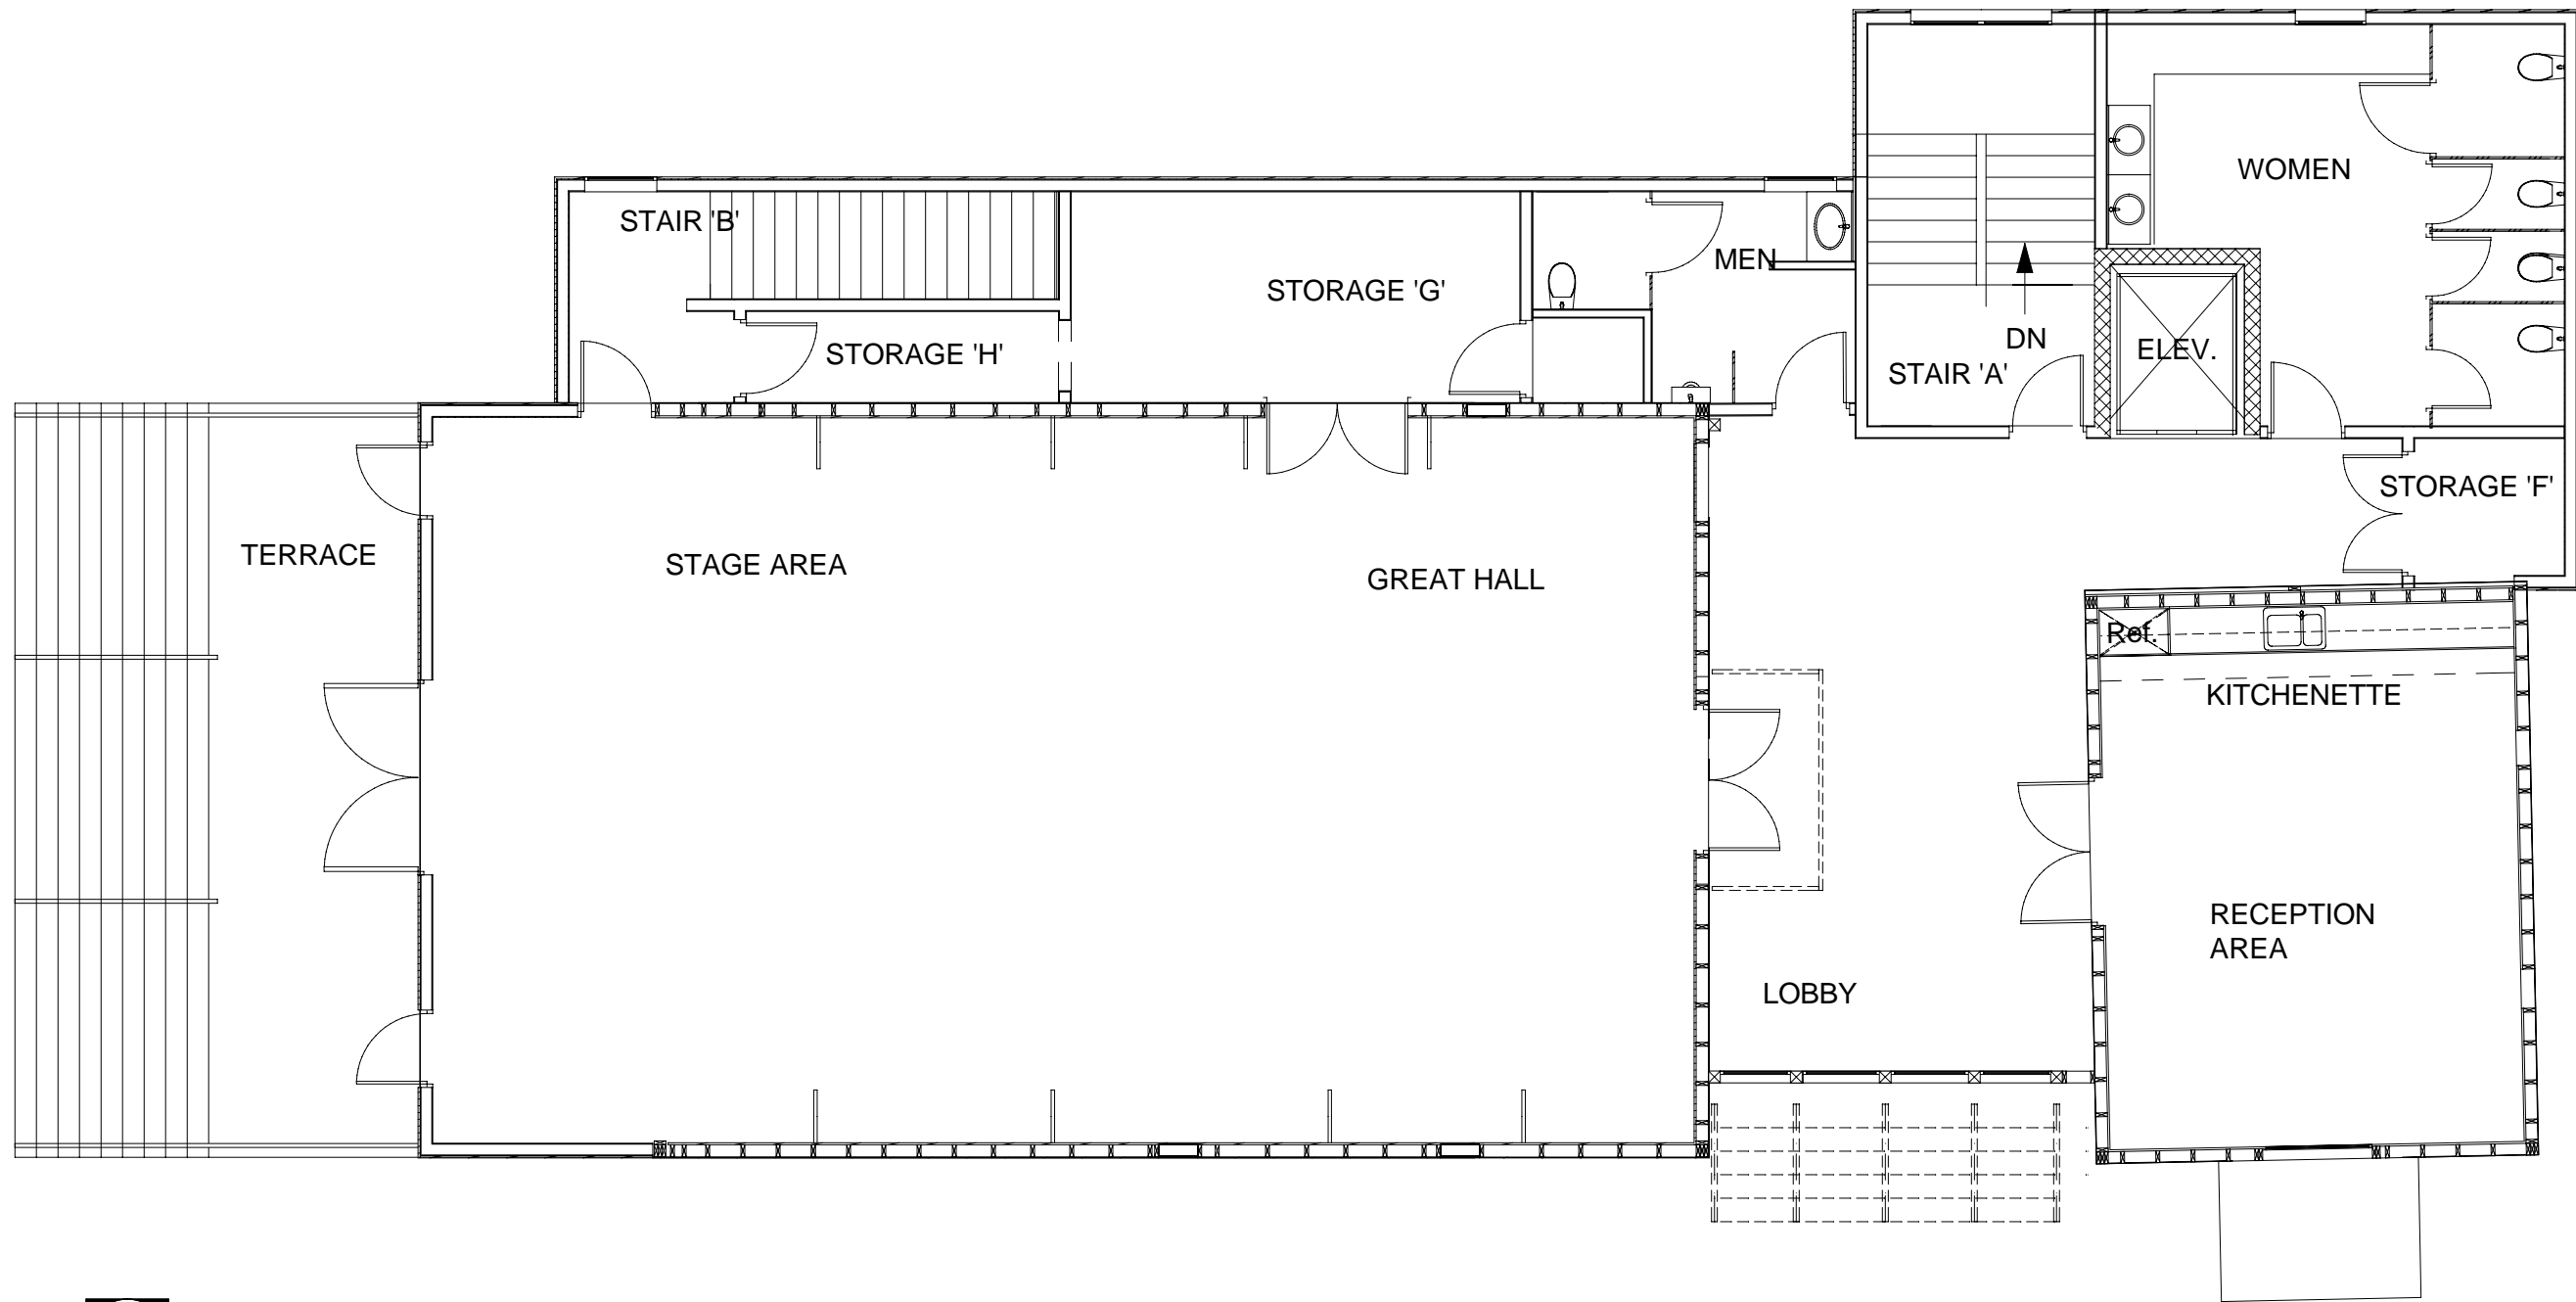 WOMEN
STAIR 'B'
MEN
STORAGE 'G'
DN
ELEV.
STORAGE 'H'
STAIR 'A'
STORAGE 'F'
TERRACE
STAGE AREA
GREAT HALL
Ref.
KITCHENETTE
RECEPTION
AREA
LOBBY